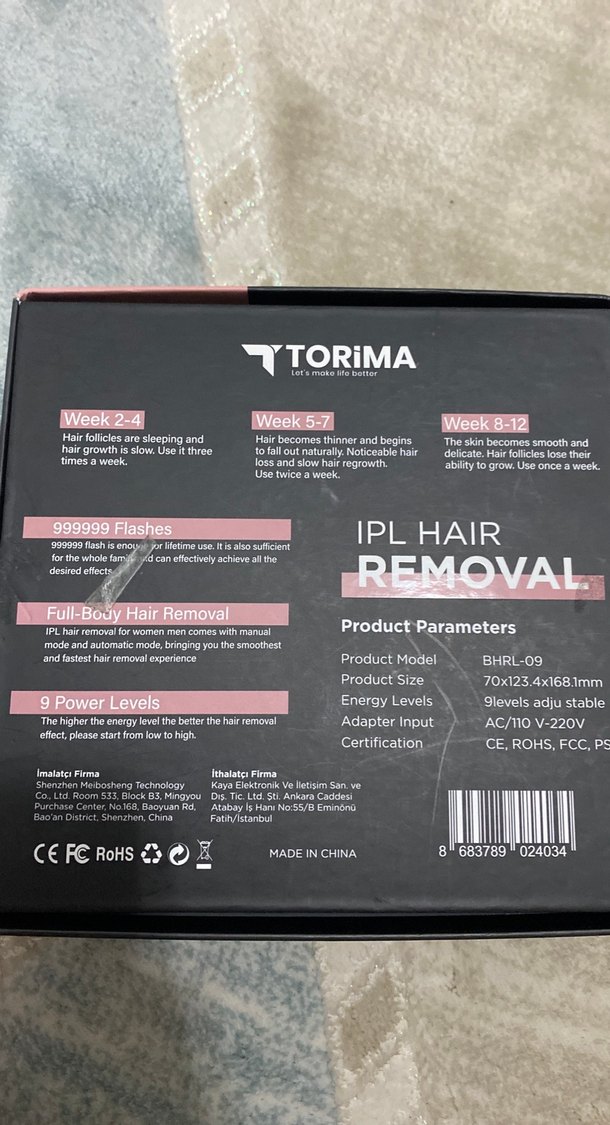 TORiMA
Let's make life better
Week 2-4
Hair follicles are sleeping and
hair growth is slow. Use it three
times a week.
Week 5-7
Hair becomes thinner and begins
to fall out naturally. Noticeable hair
loss and slow hair regrowth.
Use twice a week.
Week 8-12
The skin becomes smooth and
delicate. Hair follicles lose their
ability to grow. Use once a week.
999999 Flashes
999999 flash is for lifetime use. It is also sufficient
for the whole can effectively achieve all the
desired effects
Full-Body Hair Removal
IPL hair removal for women men comes with manual
mode and automatic mode, bringing you the smoothest
and fastest hair removal experience
9 Power Levels
The higher the energy level the better the hair removal
effect, please start from low to high.
IPL HAIR
REMOVAL
Product Parameters
Product Model BHRL-09
Product Size 70x123.4x168.1mm
Energy Levels 9levels adju stable
Adapter Input AC/110 V-220V
Certification CE, ROHS, FCC, PS
İmalatçı Firma
Shenzhen Meibosheng Technology
Co., Ltd. Room 533, Block B3, Mingyou
Purchase Center, No.168, Baoyuan Rd,
Bao'an District, Shenzhen, China
İthalatçı Firma
Kaya Elektronik Ve İletişim San. ve
Dış. Tic. Ltd. Şti. Ankara Caddesi
Atabay İş Hanı No:55/B Eminönü
Fatih/İstanbul
CE FC RoHS
MADE IN CHINA
8 683789 024034